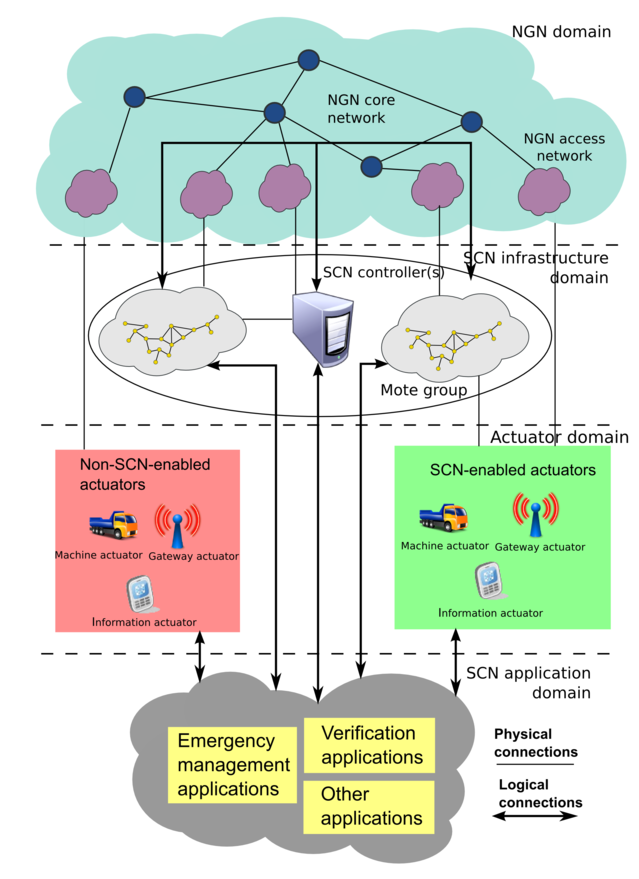 NGN domain
NGN core
network
NGN access
network
SCN infrastructure
domain
SCN controller(s)
Mote group
Actuator domain
Non-SCN-enabled
actuators
Machine actuator
Gateway actuator
Information actuator
SCN-enabled actuators
Machine actuator
Gateway actuator
Information actuator
SCN application
domain
Emergency
management
applications
Verification
applications
Other
applications
Physical
connections
Logical
connections